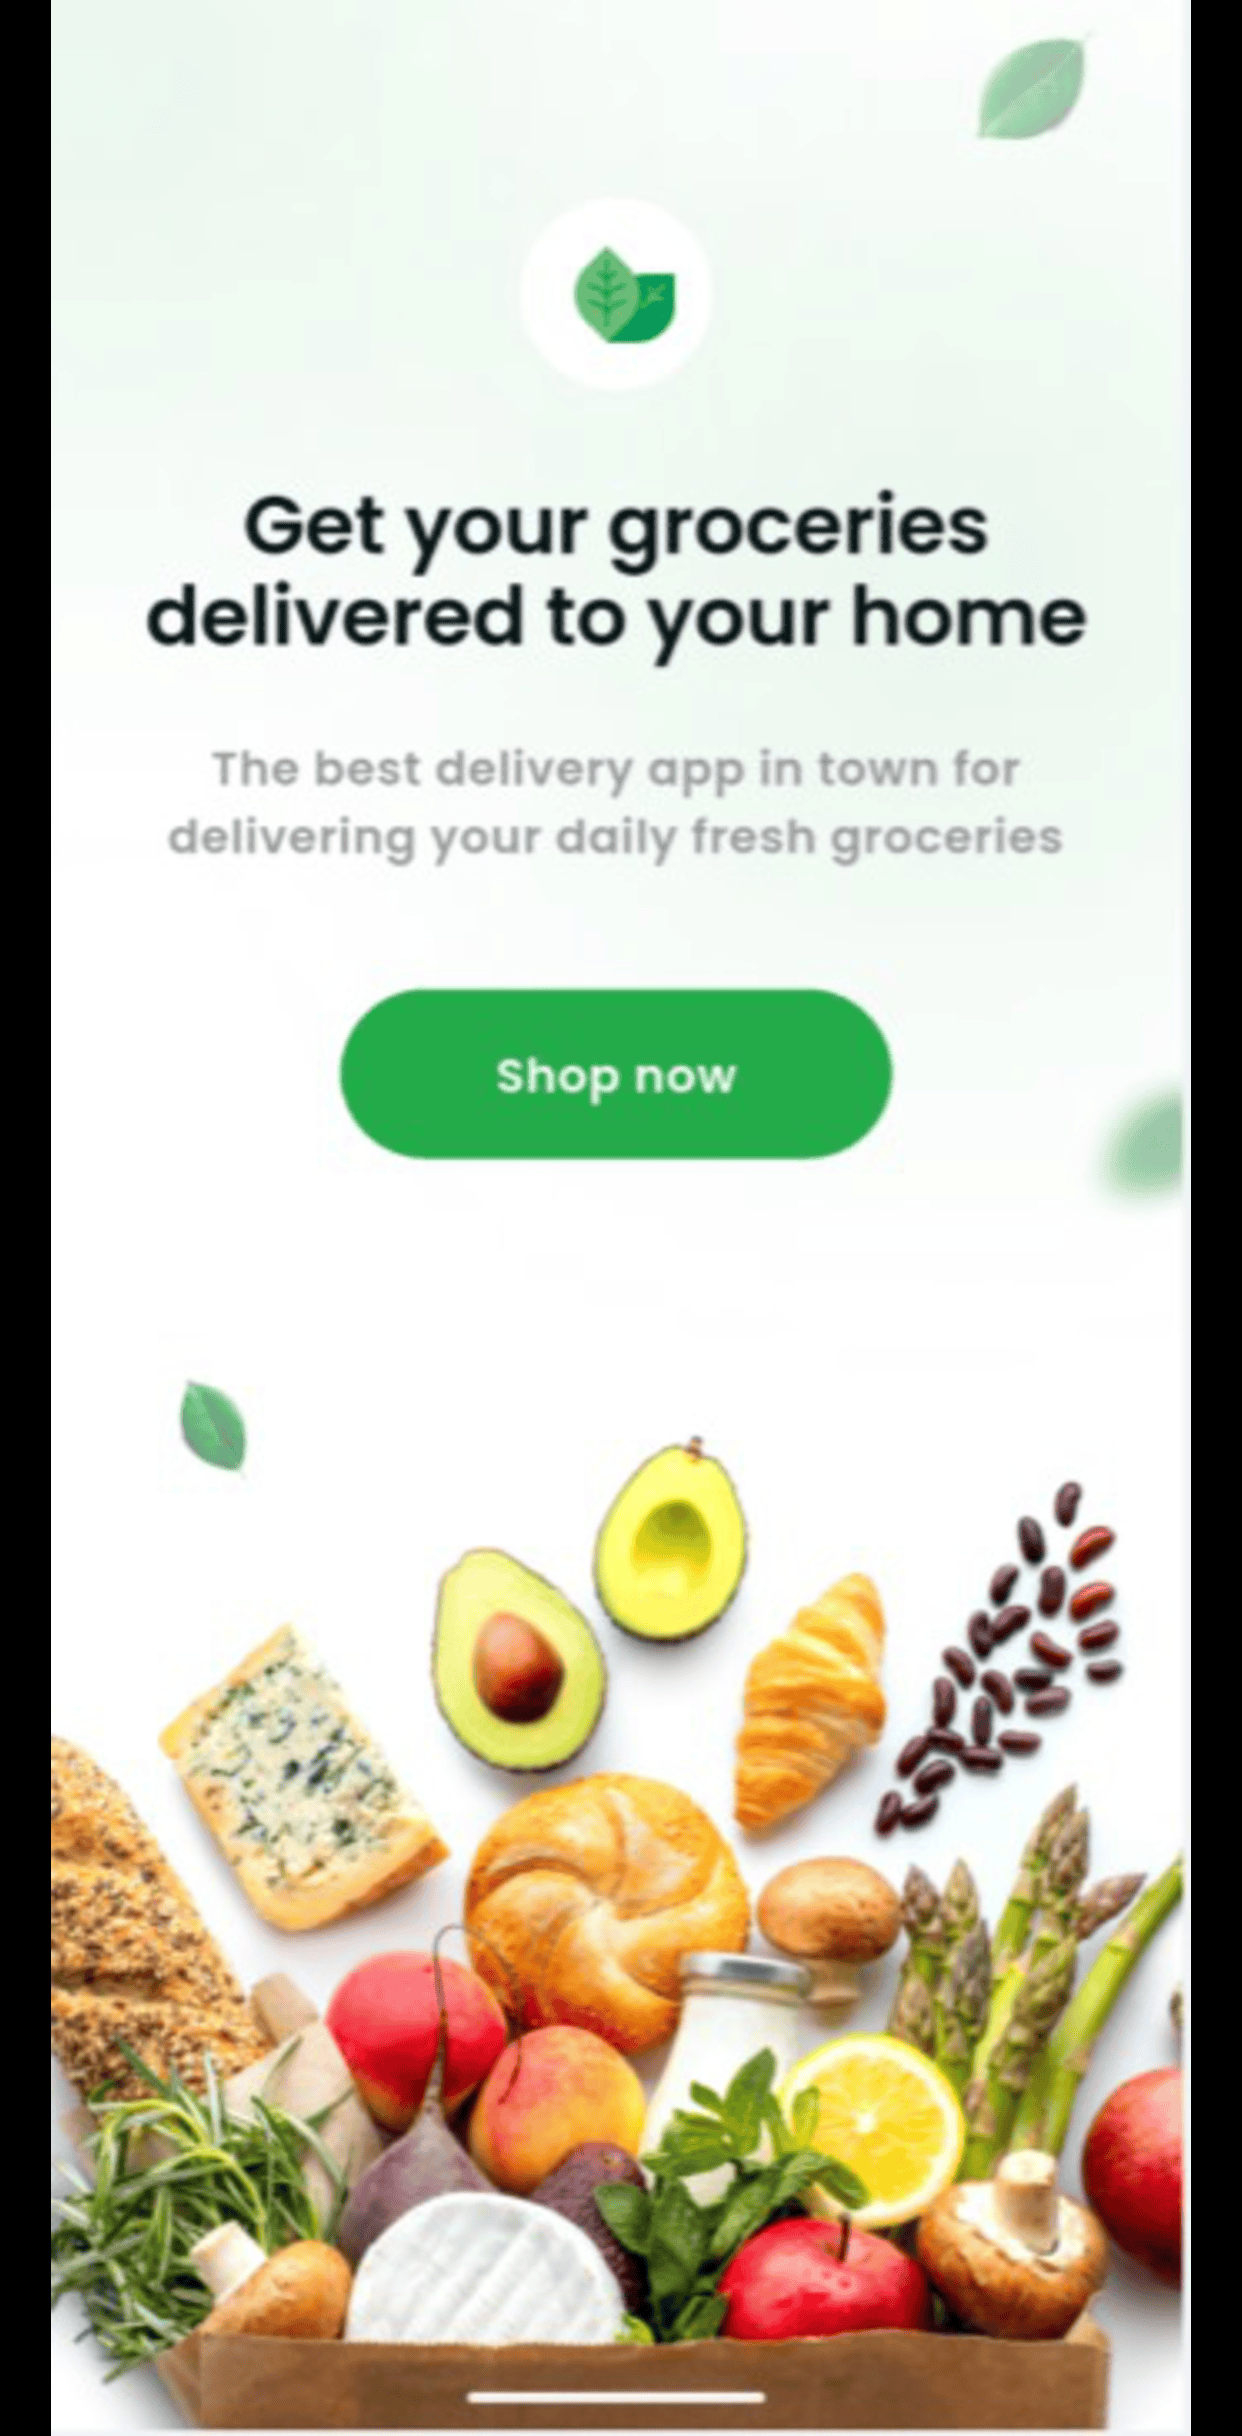 Get your groceries
delivered to your home
The best delivery app in town for
delivering your daily fresh groceries
Shop now